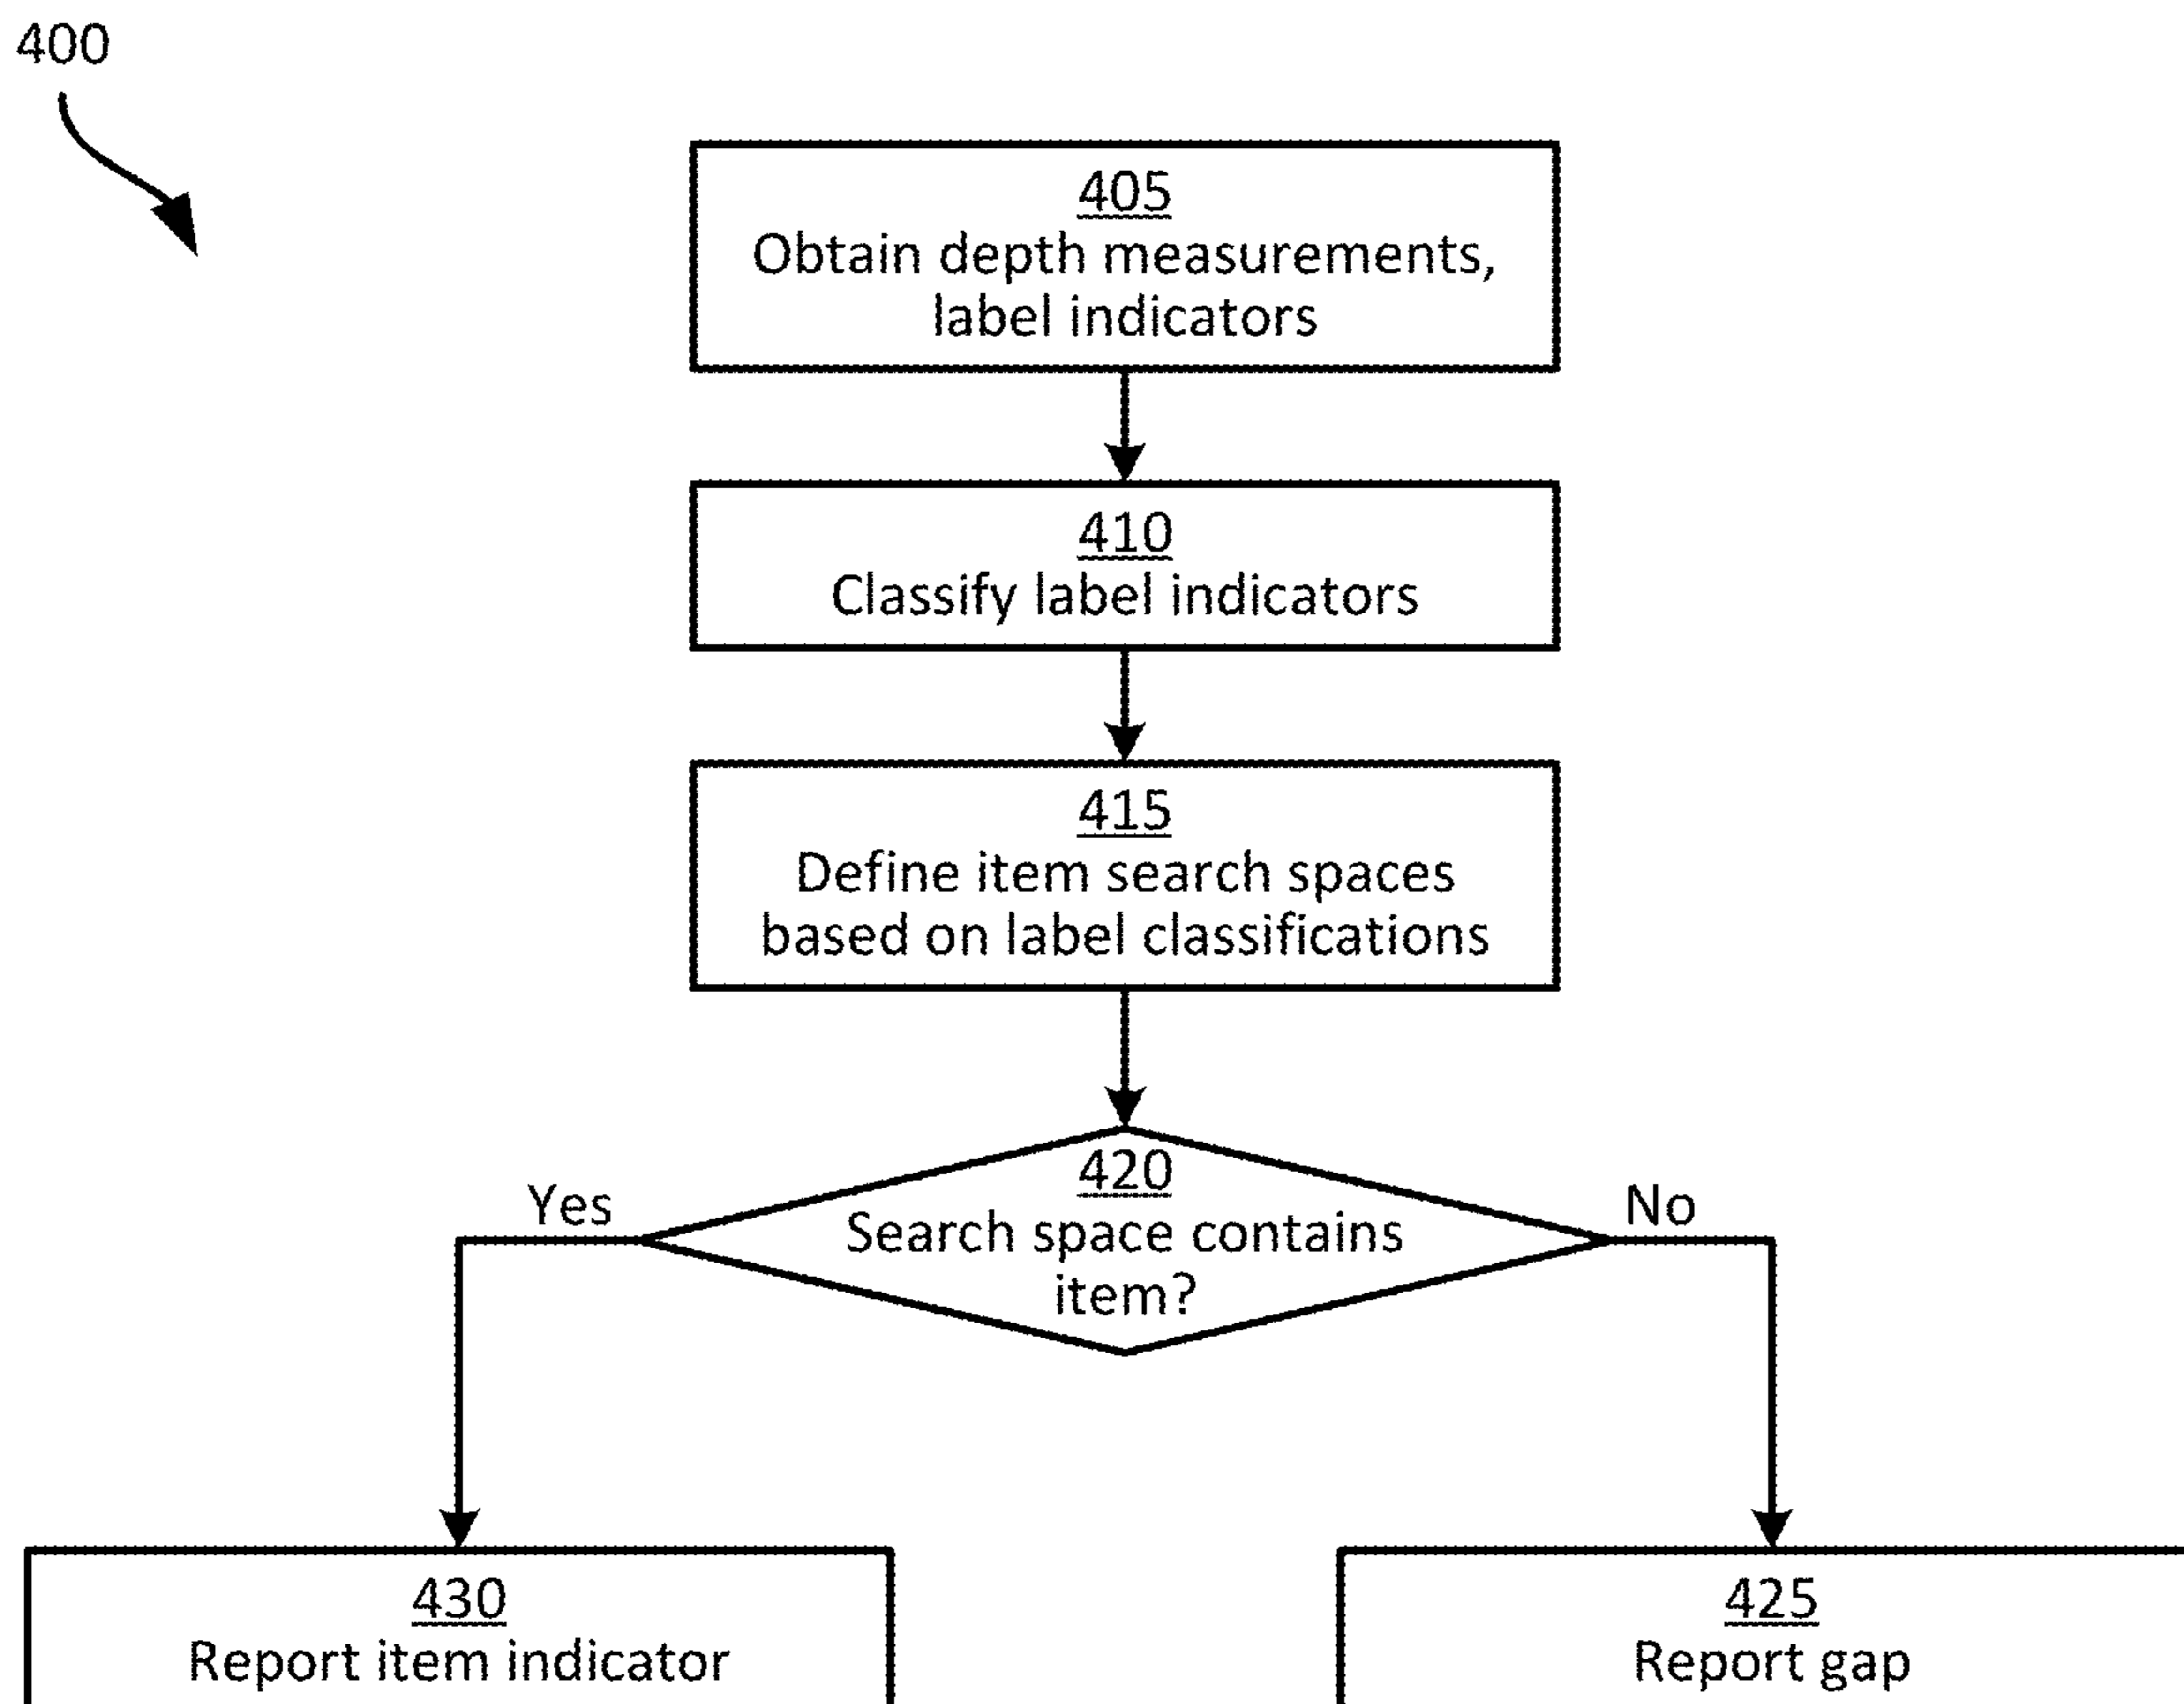 400
405
Obtain depth measurements,
label indicators
410
Classify label indicators
415
Define item search spaces
based on label classifications
420
Search space contains
item?
Yes
No
430
Report item indicator
425
Report gap